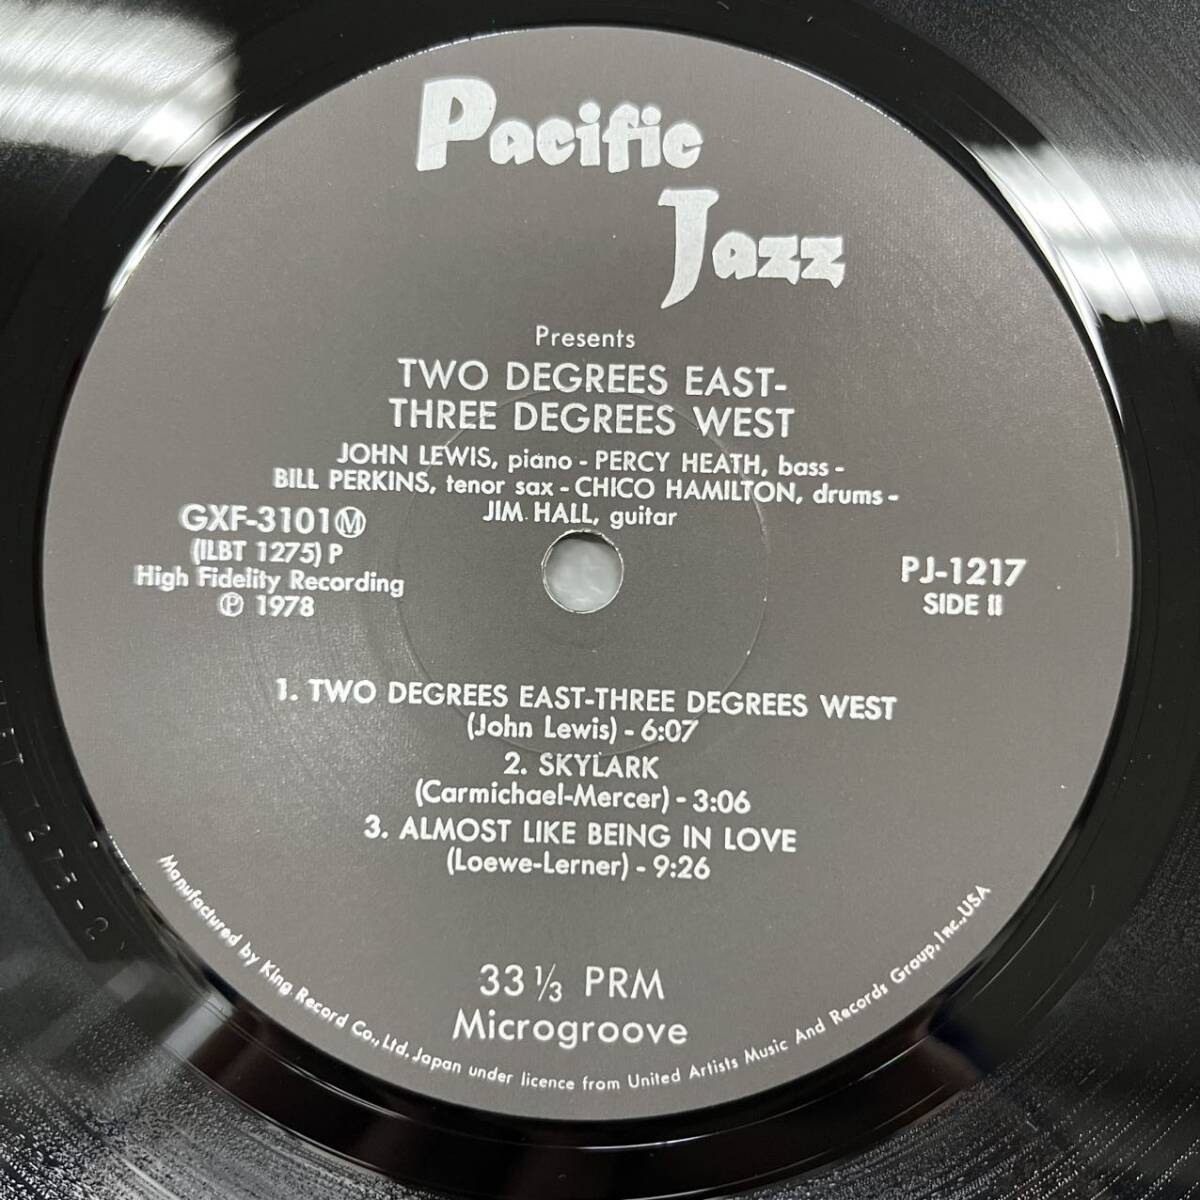 Pacific
Jazz
Presents
TWO DEGREES EAST-
THREE DEGREES WEST
JOHN LEWIS, piano - PERCY HEATH, bass -
BILL PERKINS, tenor sax - CHICO HAMILTON, drums -
JIM HALL, guitar
GXF-3101Ⓜ
(ILBT 1275) P
High Fidelity Recording
℗ 1978
PJ-1217
SIDE II
1. TWO DEGREES EAST-THREE DEGREES WEST
(John Lewis) - 6:07
2. SKYLARK
(Carmichael-Mercer) - 3:06
3. ALMOST LIKE BEING IN LOVE
(Loewe-Lerner) - 9:26
33 1/3 PRM
Microgroove
Manufactured by King Record Co., Ltd. Japan under licence from United Artists Music And Records Group, Inc., USA